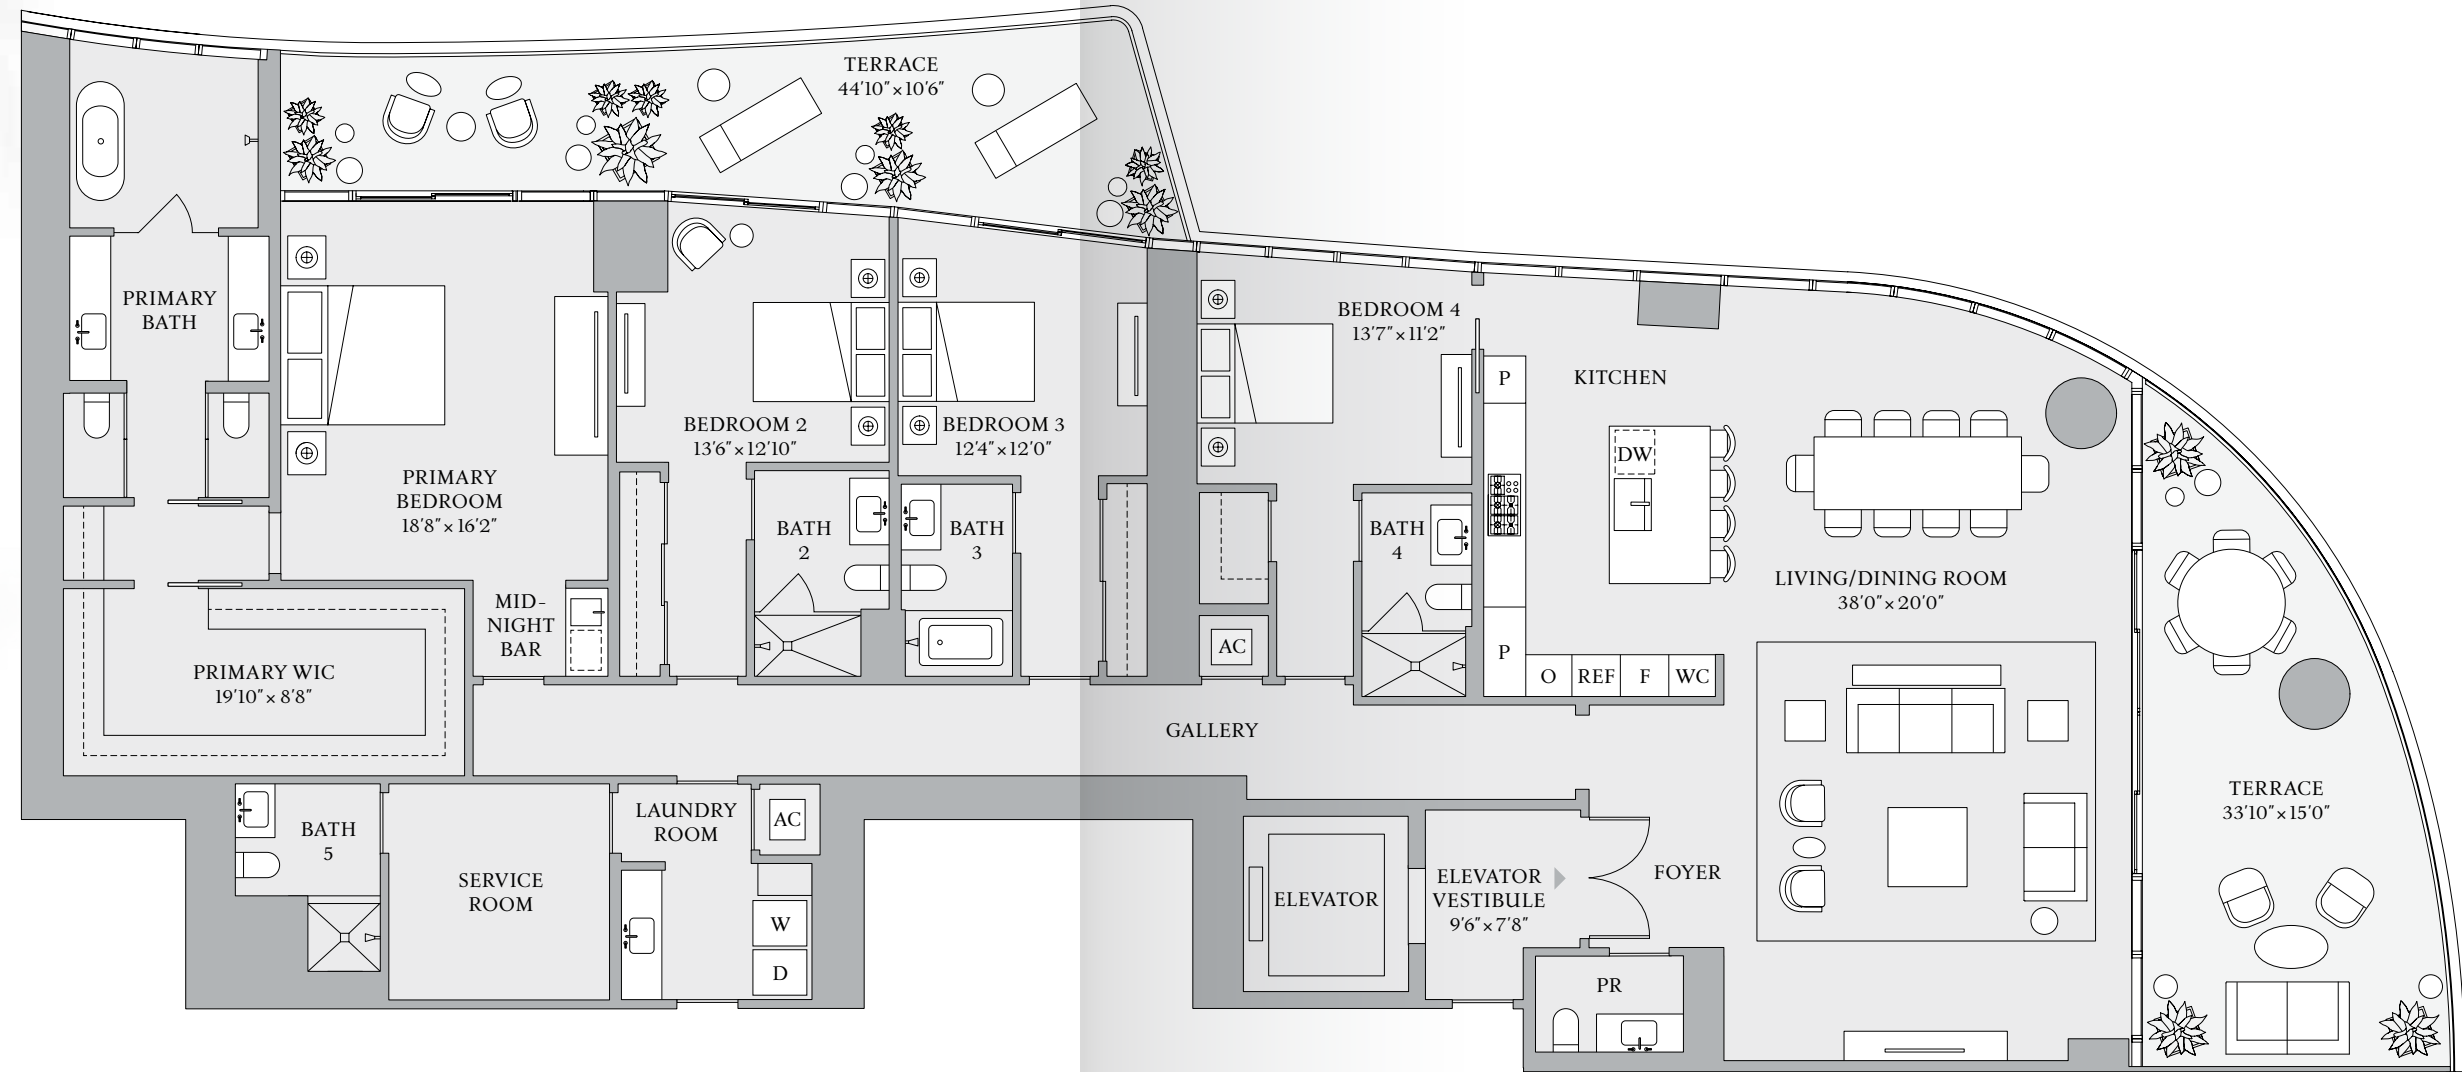 TERRACE
44'10"×10'6"
PRIMARY
BATH
PRIMARY
BEDROOM
18'8"×16'2"
BEDROOM 2
13'6"×12'10"
BEDROOM 3
12'4"×12'0"
BEDROOM 4
13'7"×11'2"
P
KITCHEN
DW
BATH
2
BATH
3
BATH
4
LIVING/DINING ROOM
38'0"×20'0"
MID-
NIGHT
BAR
AC
P
O
REF
F
WC
PRIMARY WIC
19'10"×8'8"
GALLERY
TERRACE
33'10"×15'0"
BATH
5
LAUNDRY
ROOM
AC
SERVICE
ROOM
W
D
ELEVATOR
ELEVATOR
VESTIBULE
9'6"×7'8"
FOYER
PR